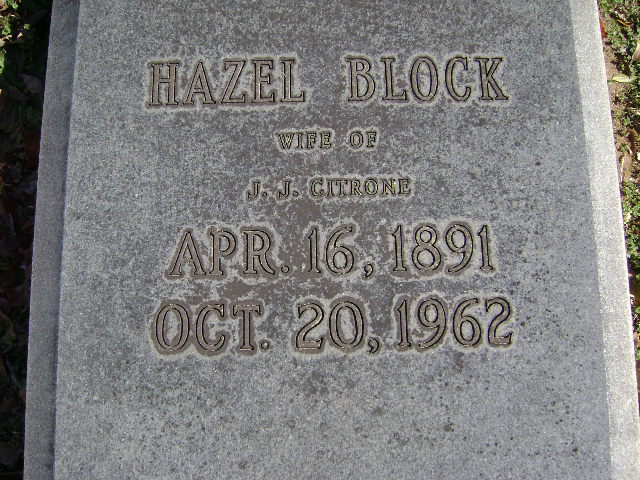 HAZEL BLOCK
WIFE OF
J. J. CITRONE
APR. 16, 1891
OCT. 20, 1962